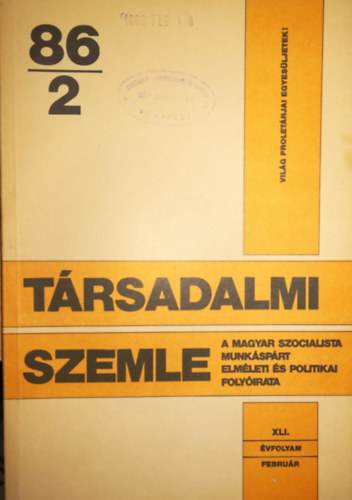 86
2
VILÁG PROLETÁRJAI EGYESÜLJETEK!
TÁRSADALMI
SZEMLE
A MAGYAR SZOCIALISTA
MUNKÁSPÁRT
ELMÉLETI ÉS POLITIKAI
FOLYÓIRATA
XLI.
ÉVFOLYAM
FEBRUÁR